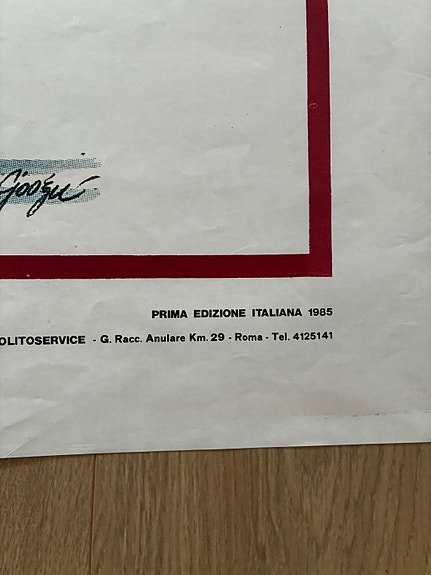 PRIMA EDIZIONE ITALIANA 1985
OLITOSERVICE - G. Racc. Anulare Km. 29 - Roma - Tel. 4125141